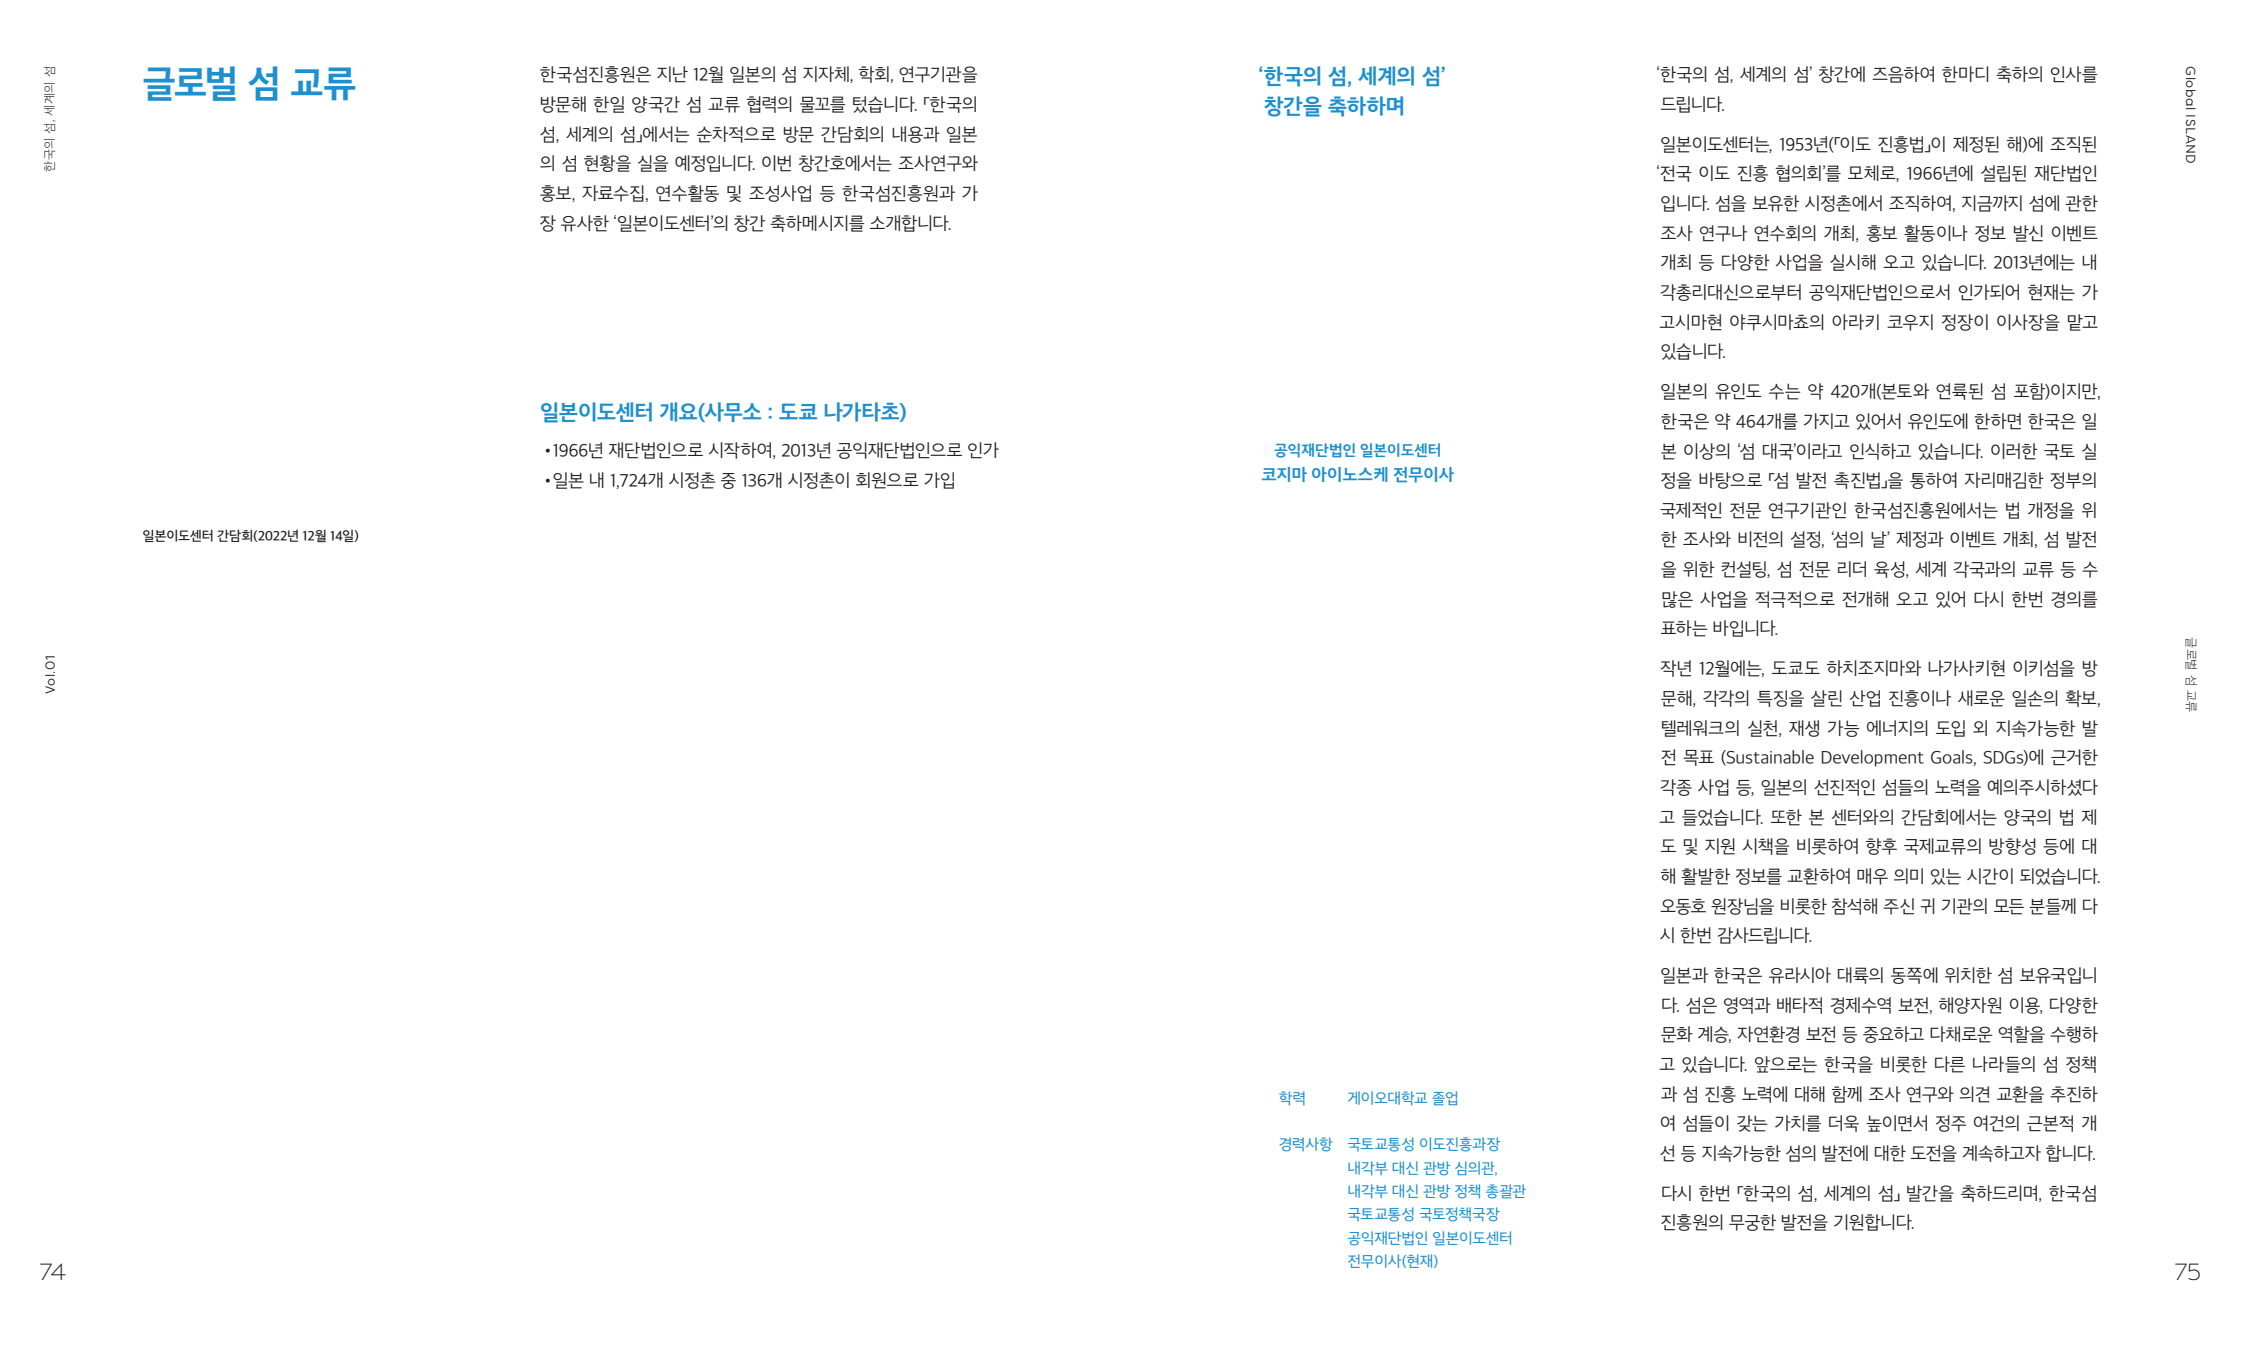 한국의 섬, 세계의 섬
글로벌 섬 교류
한국섬진흥원은 지난 12월 일본의 섬 지자체, 학회, 연구기관을
방문해 한일 양국간 섬 교류 협력의 물꼬를 텄습니다. 「한국의
섬, 세계의 섬」에서는 순차적으로 방문 간담회의 내용과 일본
의 섬 현황을 실을 예정입니다. 이번 창간호에서는 조사연구와
홍보, 자료수집, 연수활동 및 조성사업 등 한국섬진흥원과 가
장 유사한 ‘일본이도센터’의 창간 축하메시지를 소개합니다.
일본이도센터 개요(사무소 : 도쿄 나가타초)
•1966년 재단법인으로 시작하여, 2013년 공익재단법인으로 인가
•일본 내 1,724개 시정촌 중 136개 시정촌이 회원으로 가입
일본이도센터 간담회(2022년 12월 14일)
Vol.01
74
‘한국의 섬, 세계의 섬’
창간을 축하하며
공익재단법인 일본이도센터
코지마 아이노스케 전무이사
학력 게이오대학교 졸업
경력사항 국토교통성 이도진흥과장
내각부 대신 관방 심의관,
내각부 대신 관방 정책 총괄관
국토교통성 국토정책국장
공익재단법인 일본이도센터
전무이사(현재)
‘한국의 섬, 세계의 섬’ 창간에 즈음하여 한마디 축하의 인사를
드립니다.
일본이도센터는, 1953년(「이도 진흥법」이 제정된 해)에 조직된
‘전국 이도 진흥 협의회’를 모체로, 1966년에 설립된 재단법인
입니다. 섬을 보유한 시정촌에서 조직하여, 지금까지 섬에 관한
조사 연구나 연수회의 개최, 홍보 활동이나 정보 발신 이벤트
개최 등 다양한 사업을 실시해 오고 있습니다. 2013년에는 내
각총리대신으로부터 공익재단법인으로서 인가되어 현재는 가
고시마현 야쿠시마쵸의 아라키 코우지 정장이 이사장을 맡고
있습니다.
일본의 유인도 수는 약 420개(본토와 연륙된 섬 포함)이지만,
한국은 약 464개를 가지고 있어서 유인도에 한하면 한국은 일
본 이상의 ‘섬 대국’이라고 인식하고 있습니다. 이러한 국토 실
정을 바탕으로 「섬 발전 촉진법」을 통하여 자리매김한 정부의
국제적인 전문 연구기관인 한국섬진흥원에서는 법 개정을 위
한 조사와 비전의 설정, ‘섬의 날’ 제정과 이벤트 개최, 섬 발전
을 위한 컨설팅, 섬 전문 리더 육성, 세계 각국과의 교류 등 수
많은 사업을 적극적으로 전개해 오고 있어 다시 한번 경의를
표하는 바입니다.
작년 12월에는, 도쿄도 하치조지마와 나가사키현 이키섬을 방
문해, 각각의 특징을 살린 산업 진흥이나 새로운 일손의 확보,
텔레워크의 실천, 재생 가능 에너지의 도입 외 지속가능한 발
전 목표 (Sustainable Development Goals, SDGs)에 근거한
각종 사업 등, 일본의 선진적인 섬들의 노력을 예의주시하셨다
고 들었습니다. 또한 본 센터와의 간담회에서는 양국의 법 제
도 및 지원 시책을 비롯하여 향후 국제교류의 방향성 등에 대
해 활발한 정보를 교환하여 매우 의미 있는 시간이 되었습니다.
오동호 원장님을 비롯한 참석해 주신 귀 기관의 모든 분들께 다
시 한번 감사드립니다.
일본과 한국은 유라시아 대륙의 동쪽에 위치한 섬 보유국입니
다. 섬은 영역과 배타적 경제수역 보전, 해양자원 이용, 다양한
문화 계승, 자연환경 보전 등 중요하고 다채로운 역할을 수행하
고 있습니다. 앞으로는 한국을 비롯한 다른 나라들의 섬 정책
과 섬 진흥 노력에 대해 함께 조사 연구와 의견 교환을 추진하
여 섬들이 갖는 가치를 더욱 높이면서 정주 여건의 근본적 개
선 등 지속가능한 섬의 발전에 대한 도전을 계속하고자 합니다.
다시 한번 「한국의 섬, 세계의 섬」 발간을 축하드리며, 한국섬
진흥원의 무궁한 발전을 기원합니다.
Global ISLAND
글로벌 섬 교류
75